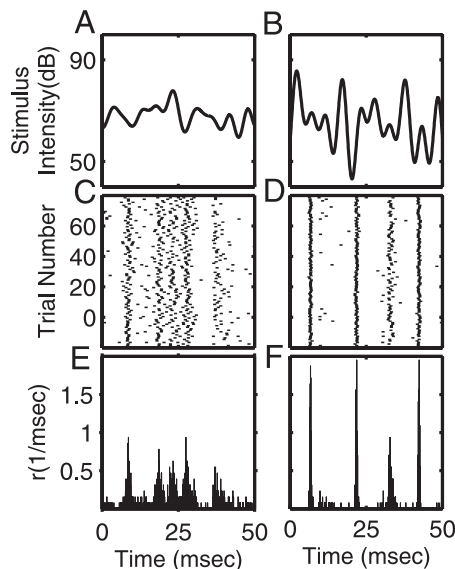 A B
90
50
Stimulus
Intensity(dB)
C D
60
40
20
0
Trial Number
E F
1.5
1
0.5
r(1/msec)
0 25 50 0 25 50
Time (msec) Time (msec)